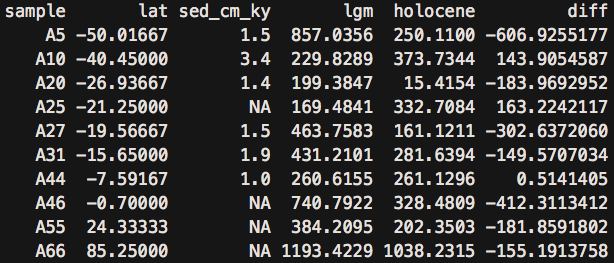 sample lat sed_cm_ky lgm holocene diff
A5 -50.01667 1.5 857.0356 250.1100 -606.9255177
A10 -40.45000 3.4 229.8289 373.7344 143.9054587
A20 -26.93667 1.4 199.3847 15.4154 -183.9692952
A25 -21.25000 NA 169.4841 332.7084 163.2242117
A27 -19.56667 1.5 463.7583 161.1211 -302.6372060
A31 -15.65000 1.9 431.2101 281.6394 -149.5707034
A44 -7.59167 1.0 260.6155 261.1296 0.5141405
A46 -0.70000 NA 740.7922 328.4809 -412.3113412
A55 24.33333 NA 384.2095 202.3503 -181.8591802
A66 85.25000 NA 1193.4229 1038.2315 -155.1913758